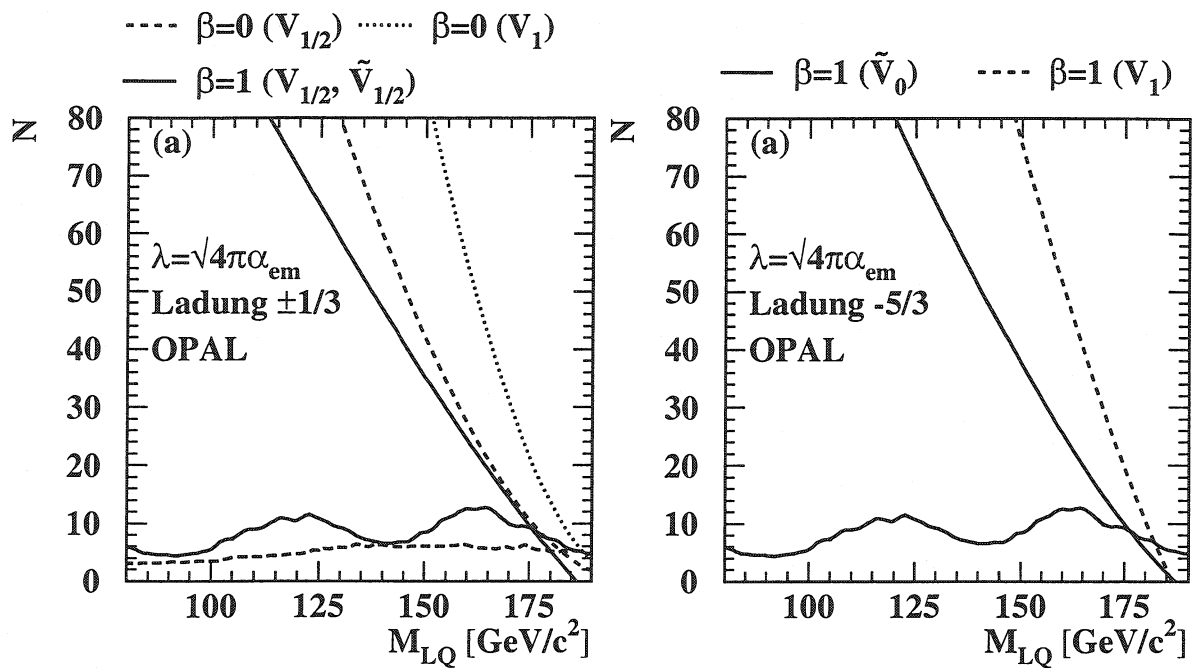 β=0 (V1/2) β=0 (V1)
β=1 (V1/2, Ṽ1/2)
N
80
70
60
50
40
30
20
10
0
(a)
λ=√4πα_em
Ladung ±1/3
OPAL
100 125 150 175
M_LQ [GeV/c²]
β=1 (Ṽ0) β=1 (V1)
N
80
70
60
50
40
30
20
10
0
(a)
λ=√4πα_em
Ladung -5/3
OPAL
100 125 150 175
M_LQ [GeV/c²]